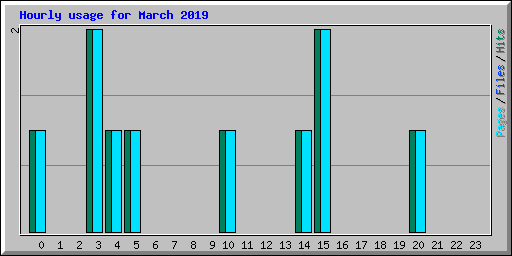 Hourly usage for March 2019
2
Pages/Files/Hits
0 1 2 3 4 5 6 7 8 9 10 11 12 13 14 15 16 17 18 19 20 21 22 23